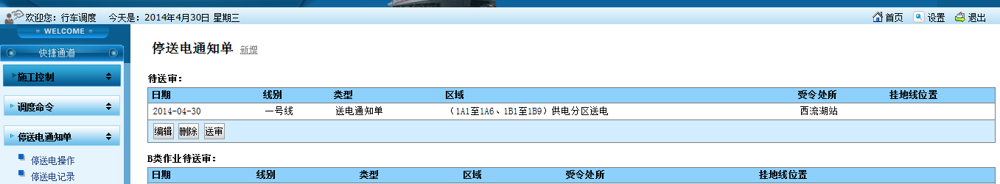 欢迎您：行车调度 今天是：2014年4月30日 星期三 首页 设置 退出
= WELCOME =
快捷通道
施工控制
调度命令
停送电通知单
停送电操作
停送电记录
停送电通知单 新增
待送审：
日期 线别 类型 区域 受令处所 挂地线位置
2014-04-30 一号线 送电通知单 （1A1至1A6、1B1至1B9）供电分区送电 西流湖站
编辑 删除 送审
B类作业待送审：
日期 线别 类型 区域 受令处所 挂地线位置